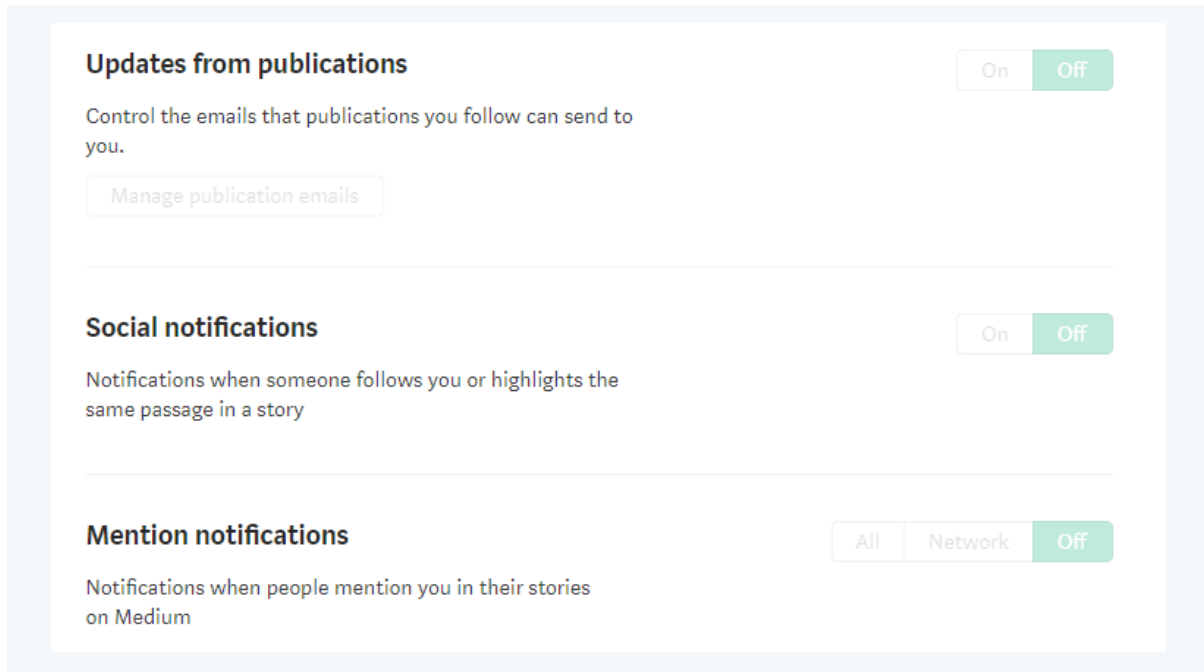 Updates from publications
On Off
Control the emails that publications you follow can send to
you.
Manage publication emails
Social notifications
On Off
Notifications when someone follows you or highlights the
same passage in a story
Mention notifications
All Network Off
Notifications when people mention you in their stories
on Medium